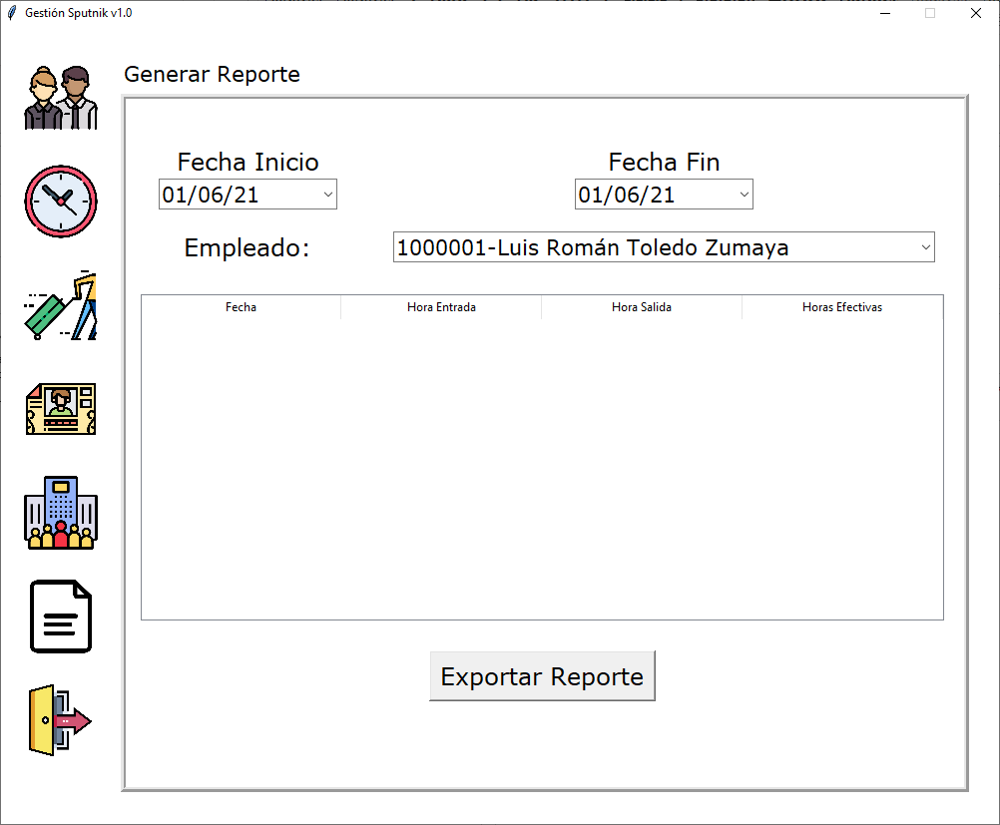 Gestión Sputnik v1.0
Generar Reporte
Fecha Inicio
Fecha Fin
01/06/21
01/06/21
Empleado:
1000001-Luis Román Toledo Zumaya
Fecha
Hora Entrada
Hora Salida
Horas Efectivas
Exportar Reporte